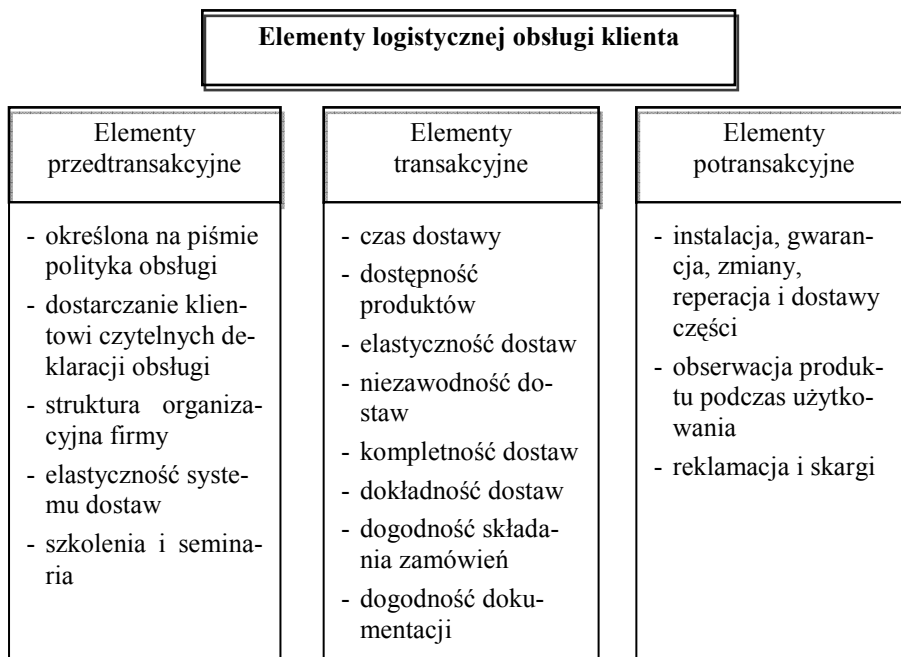 Elementy logistycznej obsługi klienta
Elementy
przedtransakcyjne
- określona na piśmie
polityka obsługi
- dostarczanie klien-
towi czytelnych de-
klaracji obsługi
- struktura organiza-
cyjna firmy
- elastyczność syste-
mu dostaw
- szkolenia i semina-
ria
Elementy
transakcyjne
- czas dostawy
- dostępność
produktów
- elastyczność dostaw
- niezawodność do-
staw
- kompletność dostaw
- dokładność dostaw
- dogodność składa-
nia zamówień
- dogodność doku-
mentacji
Elementy
potransakcyjne
- instalacja, gwaran-
cja, zmiany,
reperacja i dostawy
części
- obserwacja produk-
tu podczas użytko-
wania
- reklamacja i skargi